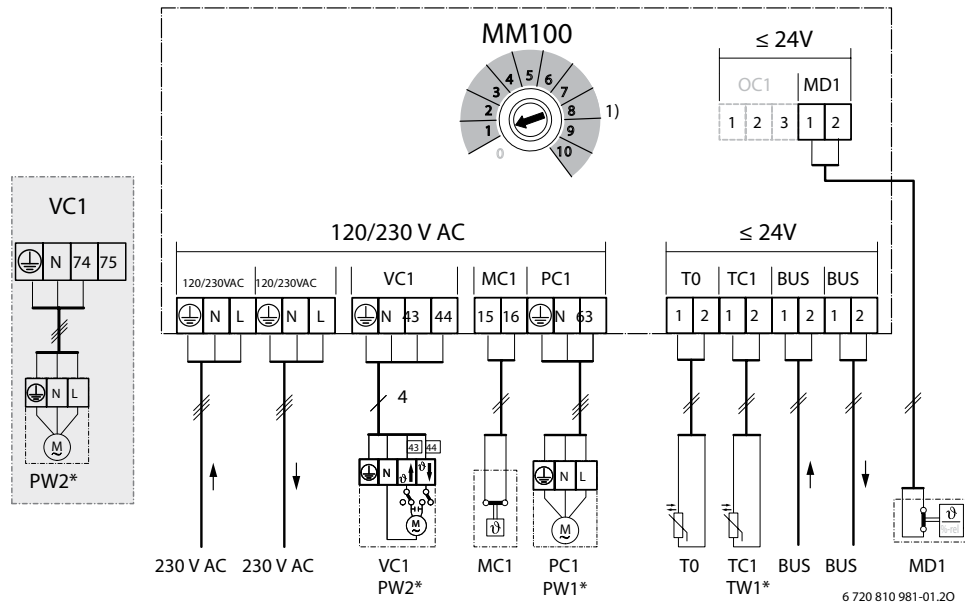 MM100
0 1 2 3 4 5 6 7 8 9 10
1)
≤ 24V
OC1 MD1
1 2 3 1 2
VC1
N 74 75
N L
M
PW2*
120/230 V AC
≤ 24V
120/230VAC 120/230VAC VC1 MC1 PC1 T0 TC1 BUS BUS
N L N L N 43 44 15 16 N 63 1 2 1 2 1 2 1 2
4
43 44
N ϑ ϑ
M
ϑ
N L
M
ϑ
%-rel
230 V AC 230 V AC VC1 MC1 PC1 T0 TC1 BUS BUS MD1
PW2* PW1* TW1*
6 720 810 981-01.2O